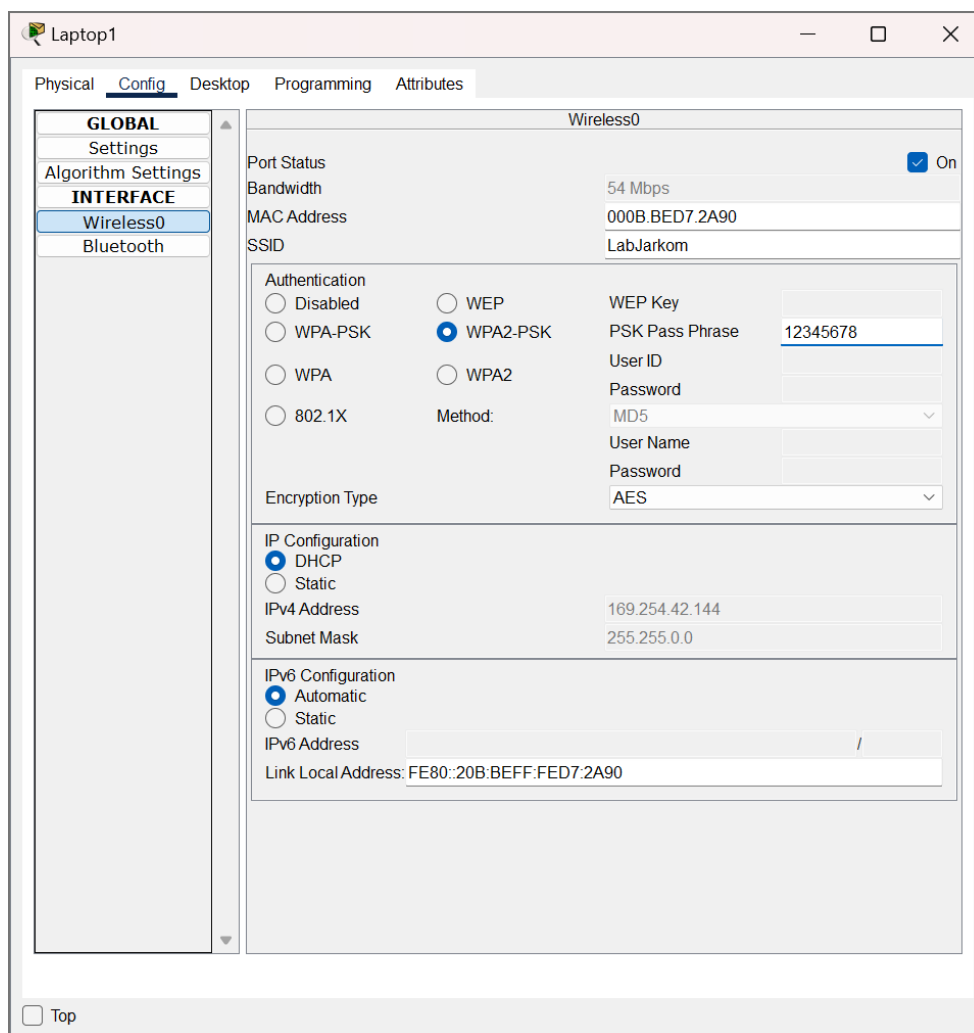 Laptop1
Physical Config Desktop Programming Attributes
GLOBAL
Settings
Algorithm Settings
INTERFACE
Wireless0
Bluetooth
Wireless0
Port Status On
Bandwidth 54 Mbps
MAC Address 000B.BED7.2A90
SSID LabJarkom
Authentication
Disabled WEP WEP Key
WPA-PSK WPA2-PSK PSK Pass Phrase 12345678
User ID
WPA WPA2
Password
802.1X Method: MD5
User Name
Password
Encryption Type AES
IP Configuration
DHCP
Static
IPv4 Address 169.254.42.144
Subnet Mask 255.255.0.0
IPv6 Configuration
Automatic
Static
IPv6 Address /
Link Local Address: FE80::20B:BEFF:FED7:2A90
Top